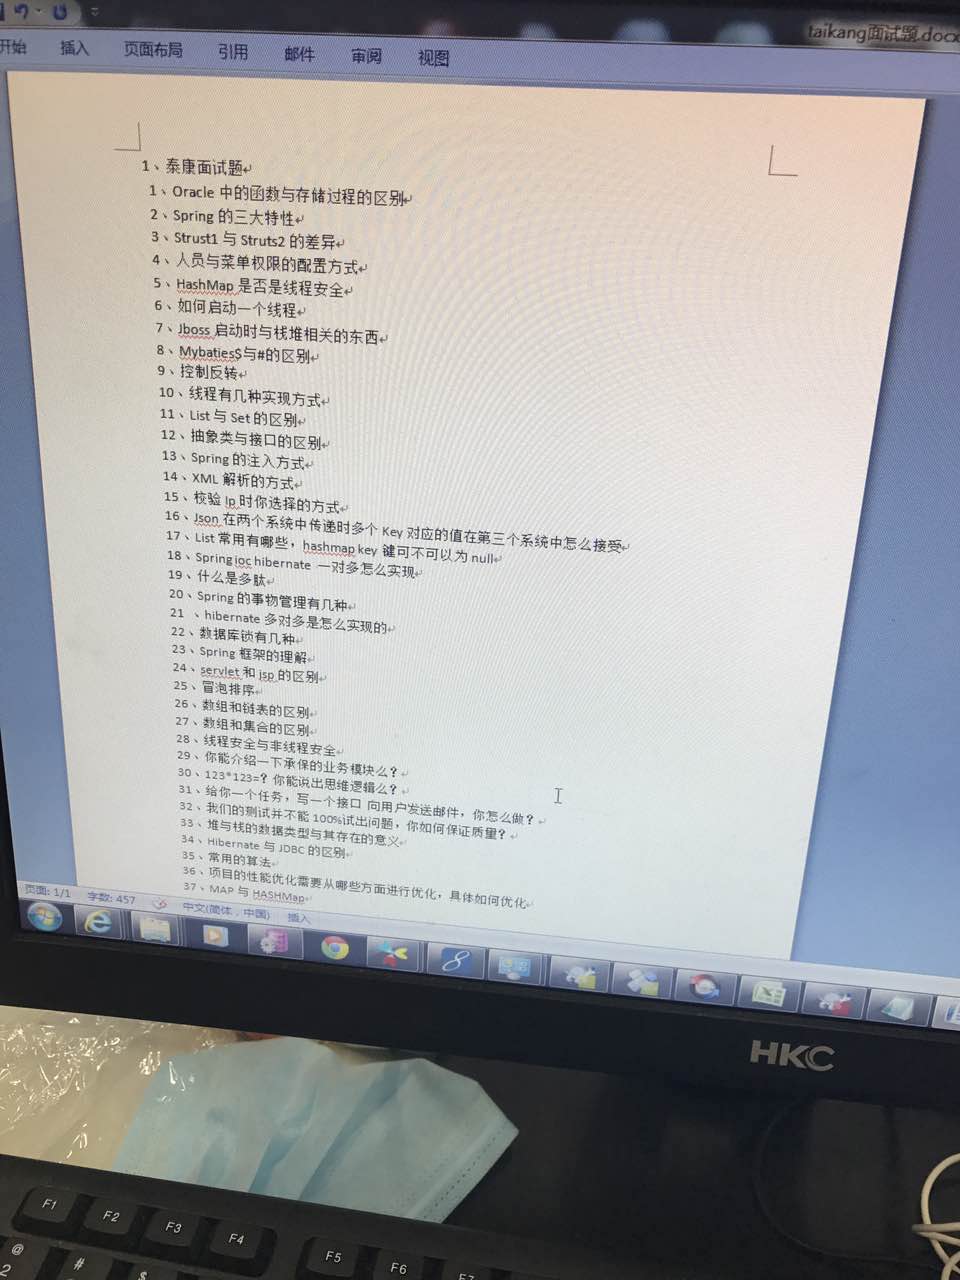 taikang面试题.docx
开始 插入 页面布局 引用 邮件 审阅 视图
1、泰康面试题
1、Oracle 中的函数与存储过程的区别
2、Spring 的三大特性
3、Strust1 与 Struts2 的差异
4、人员与菜单权限的配置方式
5、HashMap 是否是线程安全
6、如何启动一个线程
7、Jboss 启动时与栈堆相关的东西
8、Mybaties$与#的区别
9、控制反转
10、线程有几种实现方式
11、List 与 Set 的区别
12、抽象类与接口的区别
13、Spring 的注入方式
14、XML 解析的方式
15、校验 Ip 时你选择的方式
16、Json 在两个系统中传递时多个 Key 对应的值在第三个系统中怎么接受
17、List 常用有哪些，hashmap key 键可不可以为 null
18、Spring ioc hibernate 一对多怎么实现
19、什么是多肽
20、Spring 的事物管理有几种
21 、hibernate 多对多是怎么实现的
22、数据库锁有几种
23、Spring 框架的理解
24、servlet 和 jsp 的区别
25、冒泡排序
26、数组和链表的区别
27、数组和集合的区别
28、线程安全与非线程安全
29、你能介绍一下承保的业务模块么？
30、123*123=？你能说出思维逻辑么？
31、给你一个任务，写一个接口 向用户发送邮件，你怎么做？
32、我们的测试并不能 100%试出问题，你如何保证质量？
33、堆与栈的数据类型与其存在的意义
34、Hibernate 与 JDBC 的区别
35、常用的算法
36、项目的性能优化需要从哪些方面进行优化，具体如何优化
37、MAP 与 HASHMap
页面: 1/1 字数: 457 中文(简体，中国) 插入
HKC
F1 F2 F3 F4 F5 F6 F7
@ # $
2